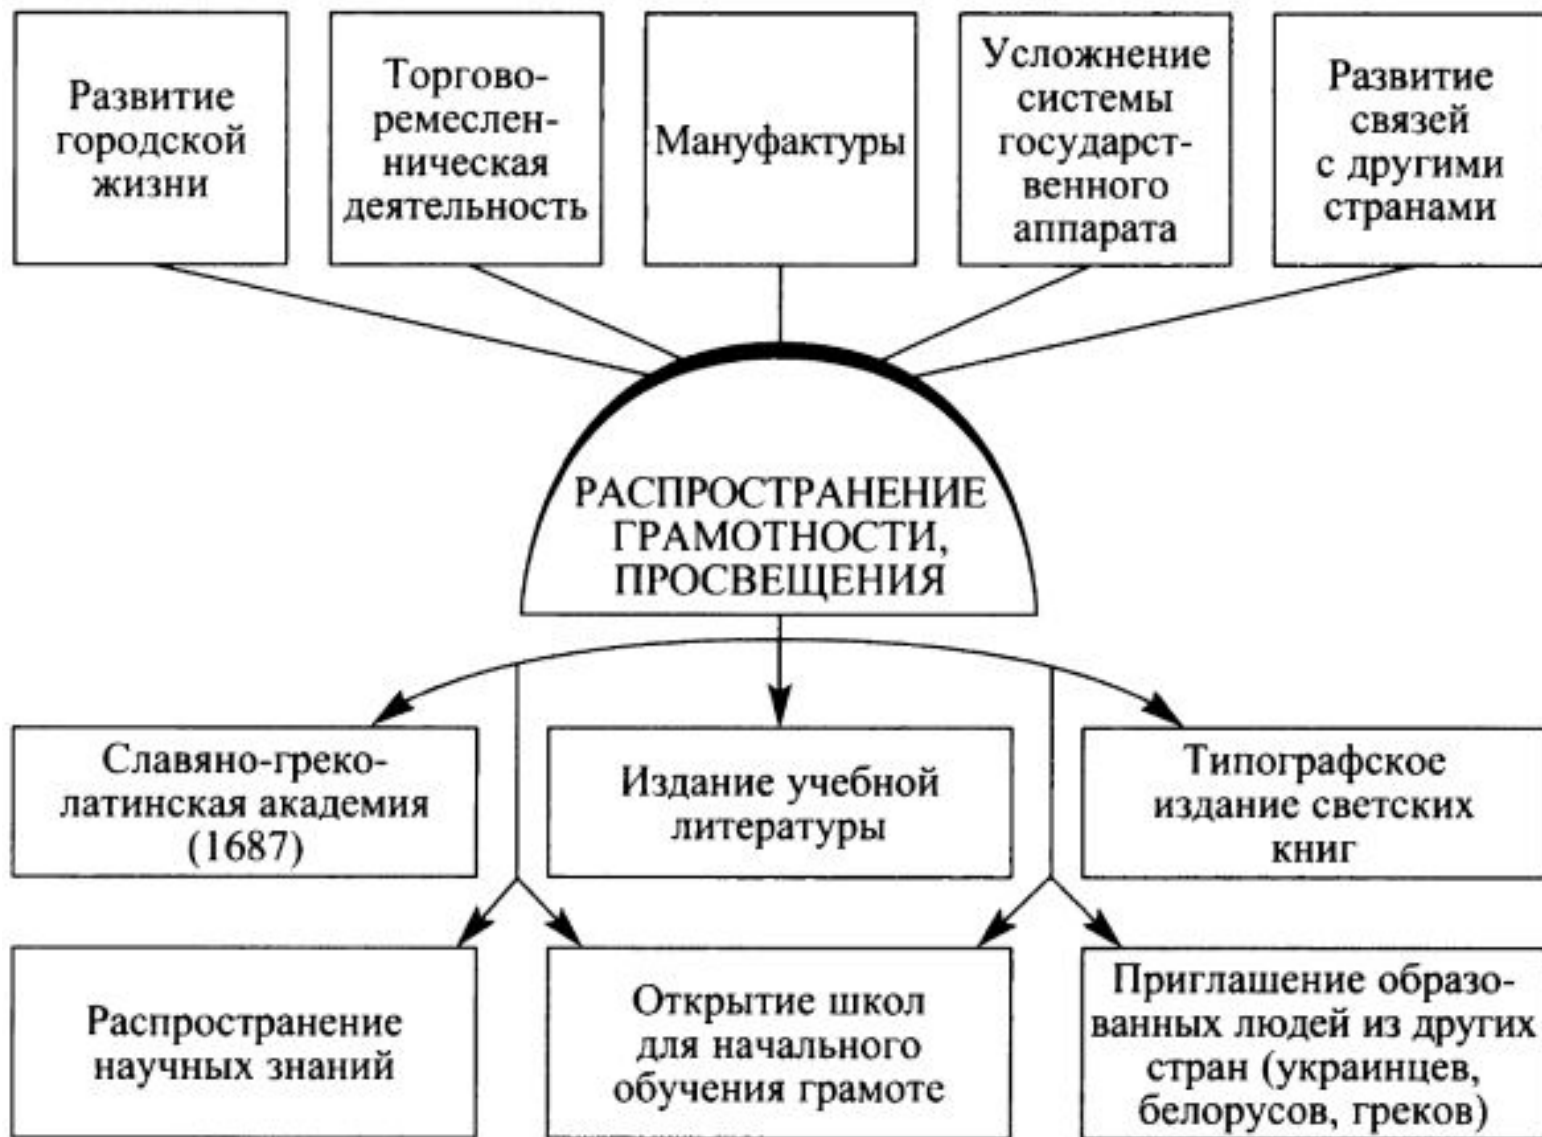 Развитие
городской
жизни
Торгово-
ремеслен-
ническая
деятельность
Мануфактуры
Усложнение
системы
государст-
венного
аппарата
Развитие
связей
с другими
странами
РАСПРОСТРАНЕНИЕ
ГРАМОТНОСТИ,
ПРОСВЕЩЕНИЯ
Славяно-греко-
латинская академия
(1687)
Издание учебной
литературы
Типографское
издание светских
книг
Распространение
научных знаний
Открытие школ
для начального
обучения грамоте
Приглашение образо-
ванных людей из других
стран (украинцев,
белорусов, греков)